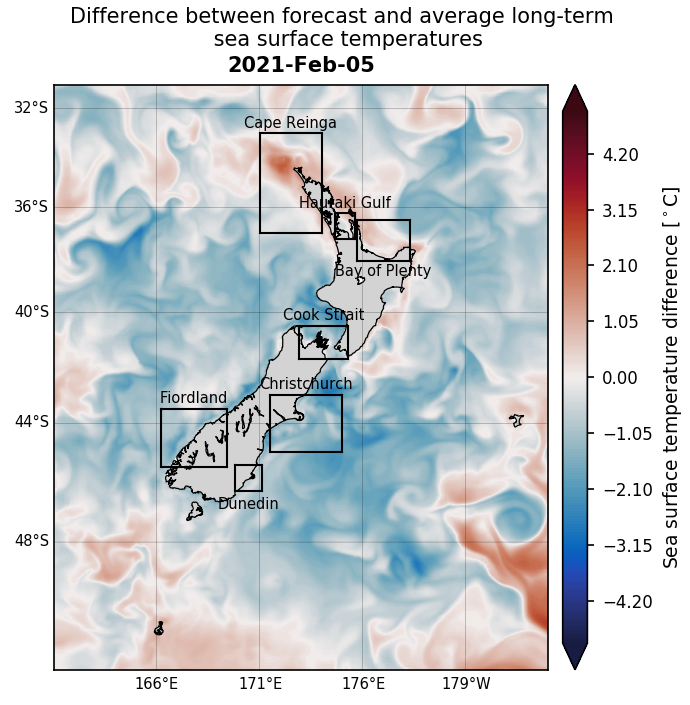 Difference between forecast and average long-term
sea surface temperatures
2021-Feb-05
32°S
36°S
40°S
44°S
48°S
166°E
171°E
176°E
179°W
Cape Reinga
Hauraki Gulf
Bay of Plenty
Cook Strait
Christchurch
Fiordland
Dunedin
4.20
3.15
2.10
1.05
0.00
−1.05
−2.10
−3.15
−4.20
Sea surface temperature difference [°C]